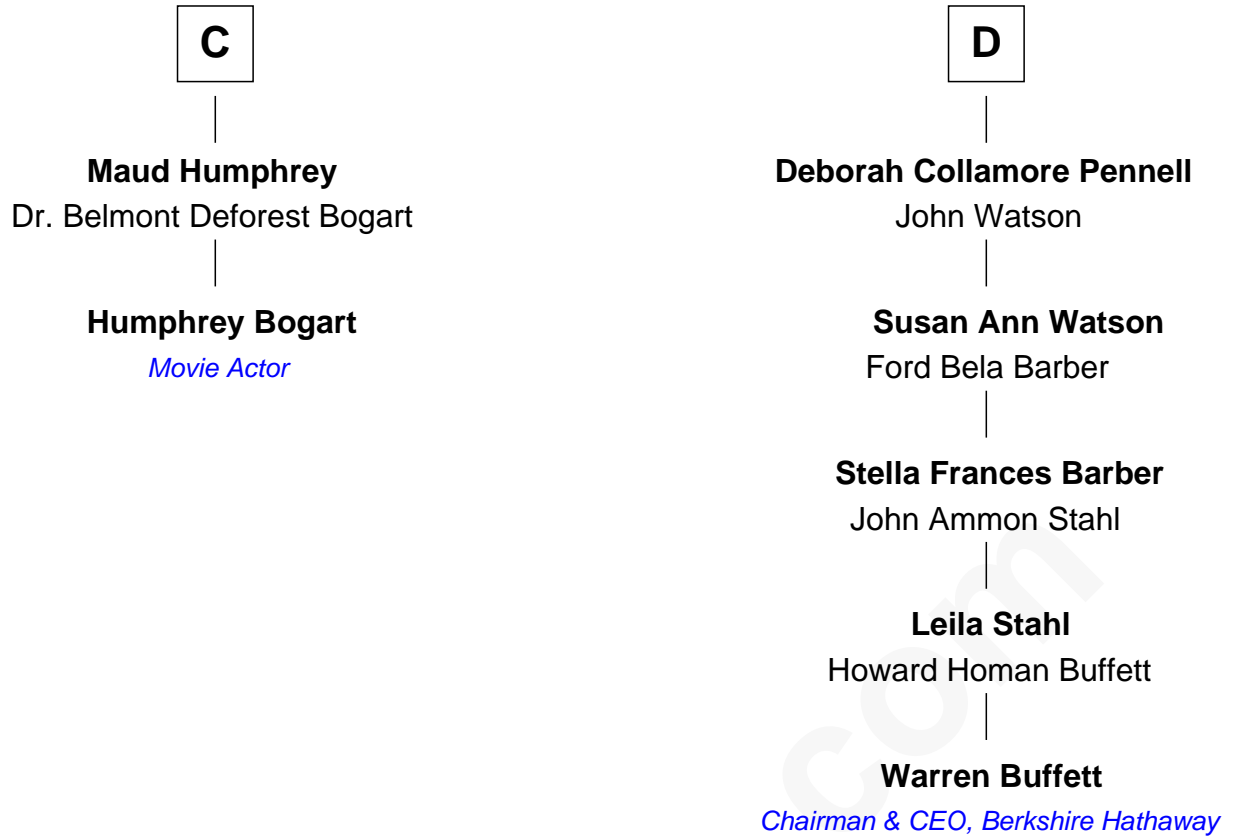 C
Maud Humphrey
Dr. Belmont Deforest Bogart
Humphrey Bogart
Movie Actor
D
Deborah Collamore Pennell
John Watson
Susan Ann Watson
Ford Bela Barber
Stella Frances Barber
John Ammon Stahl
Leila Stahl
Howard Homan Buffett
Warren Buffett
Chairman & CEO, Berkshire Hathaway
com